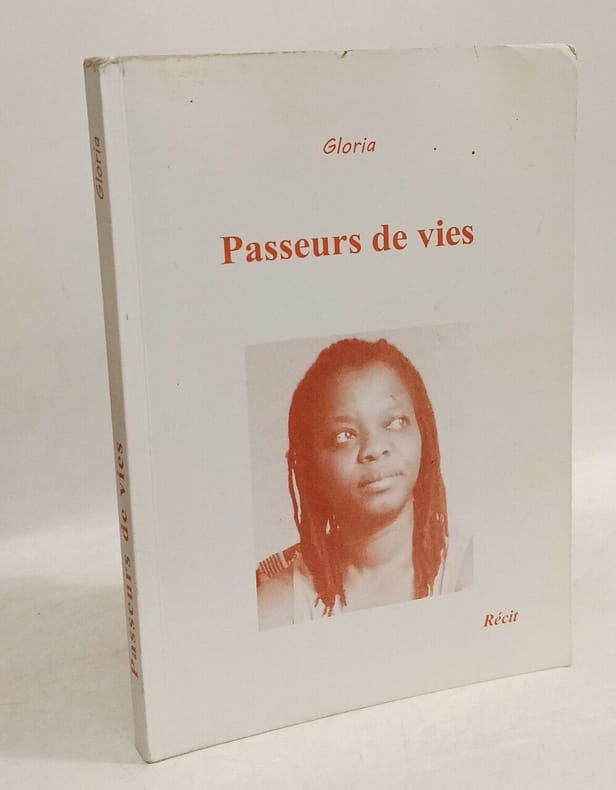 Gloria
Passeurs de vies
Récit
Gloria
Passeurs de vies